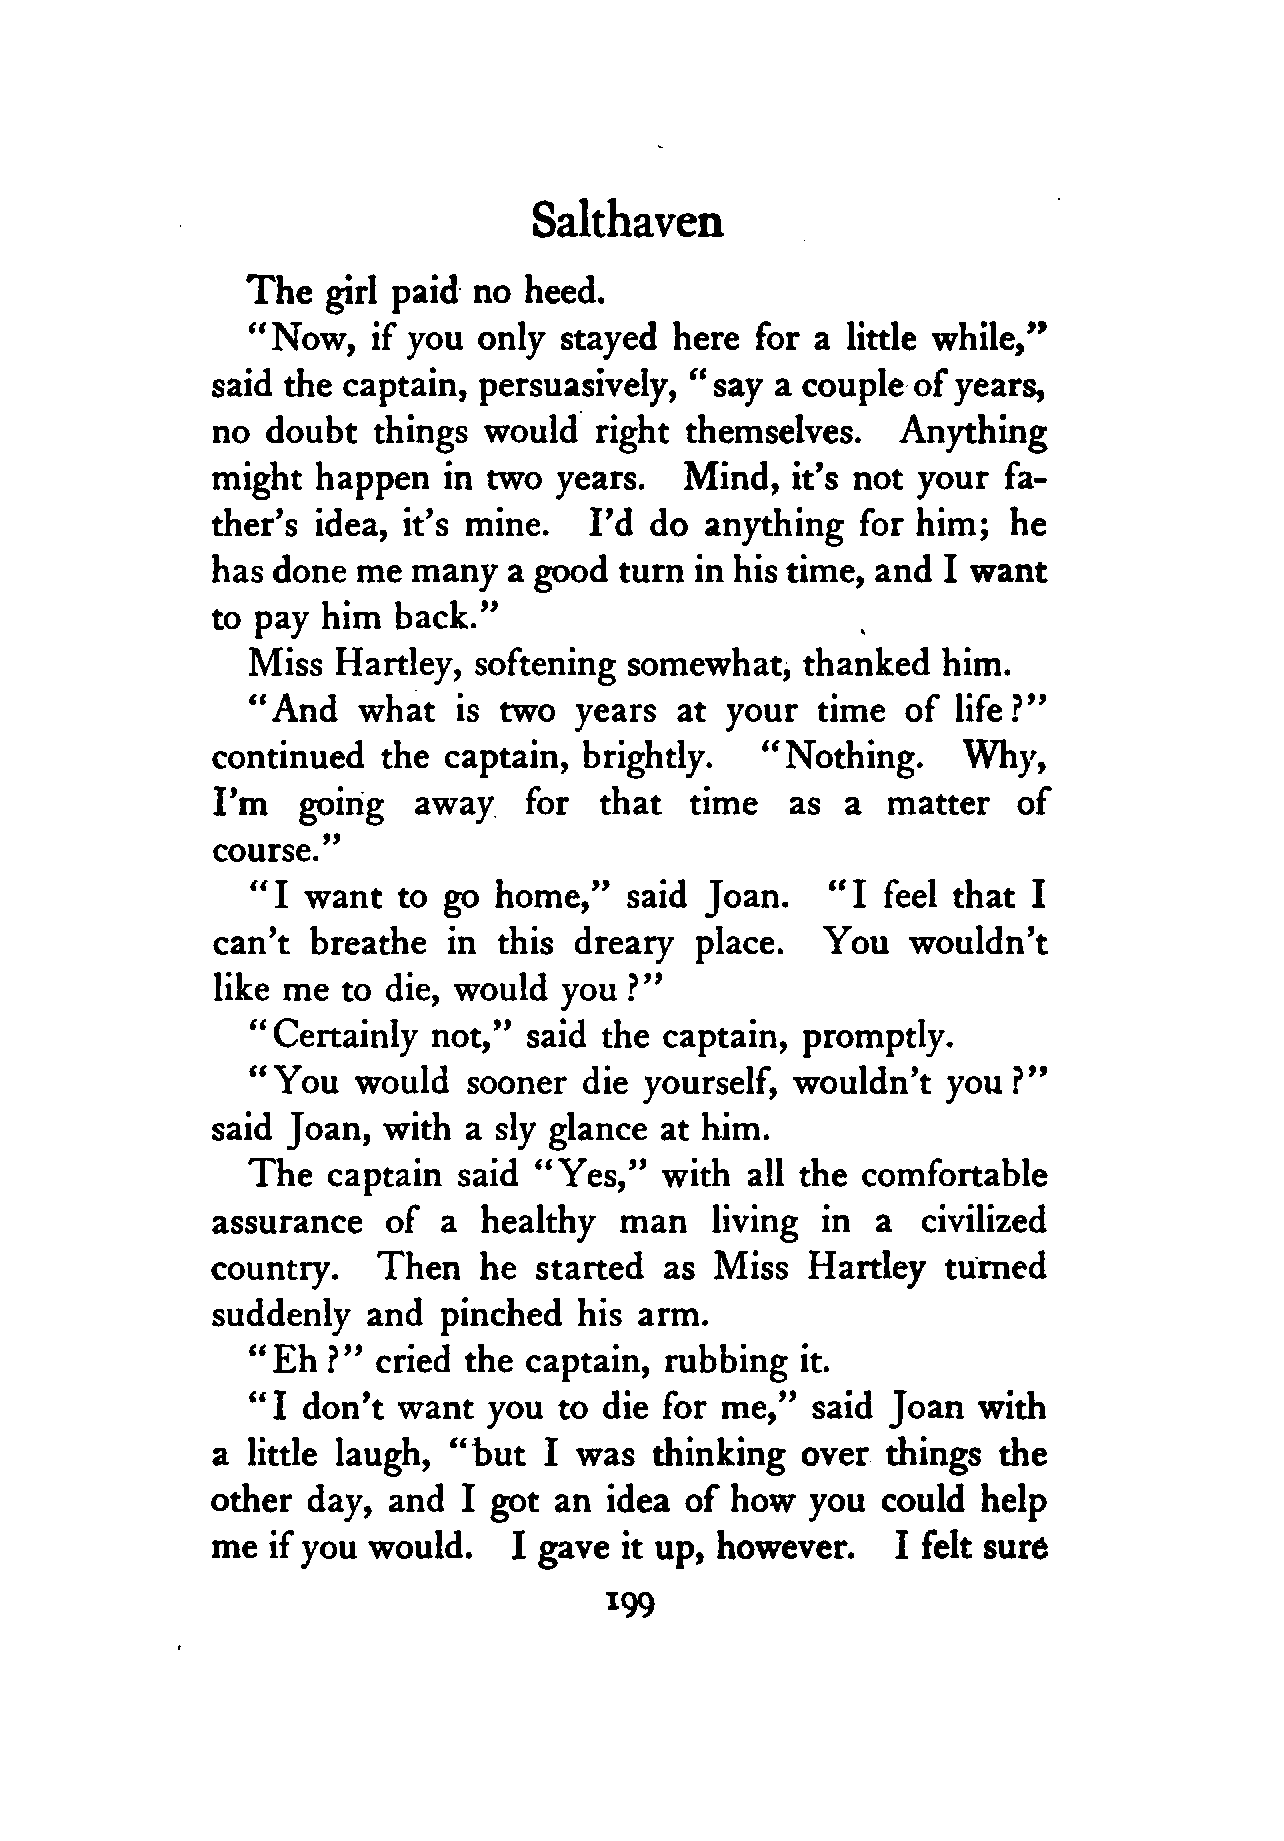 Salthaven
The girl paid no heed.
"Now, if you only stayed here for a little while,"
said the captain, persuasively, "say a couple of years,
no doubt things would right themselves. Anything
might happen in two years. Mind, it's not your fa-
ther's idea, it's mine. I'd do anything for him; he
has done me many a good turn in his time, and I want
to pay him back."
Miss Hartley, softening somewhat, thanked him.
"And what is two years at your time of life?"
continued the captain, brightly. "Nothing. Why,
I'm going away for that time as a matter of
course."
"I want to go home," said Joan. "I feel that I
can't breathe in this dreary place. You wouldn't
like me to die, would you?"
"Certainly not," said the captain, promptly.
"You would sooner die yourself, wouldn't you?"
said Joan, with a sly glance at him.
The captain said "Yes," with all the comfortable
assurance of a healthy man living in a civilized
country. Then he started as Miss Hartley turned
suddenly and pinched his arm.
"Eh?" cried the captain, rubbing it.
"I don't want you to die for me," said Joan with
a little laugh, "but I was thinking over things the
other day, and I got an idea of how you could help
me if you would. I gave it up, however. I felt sure
199